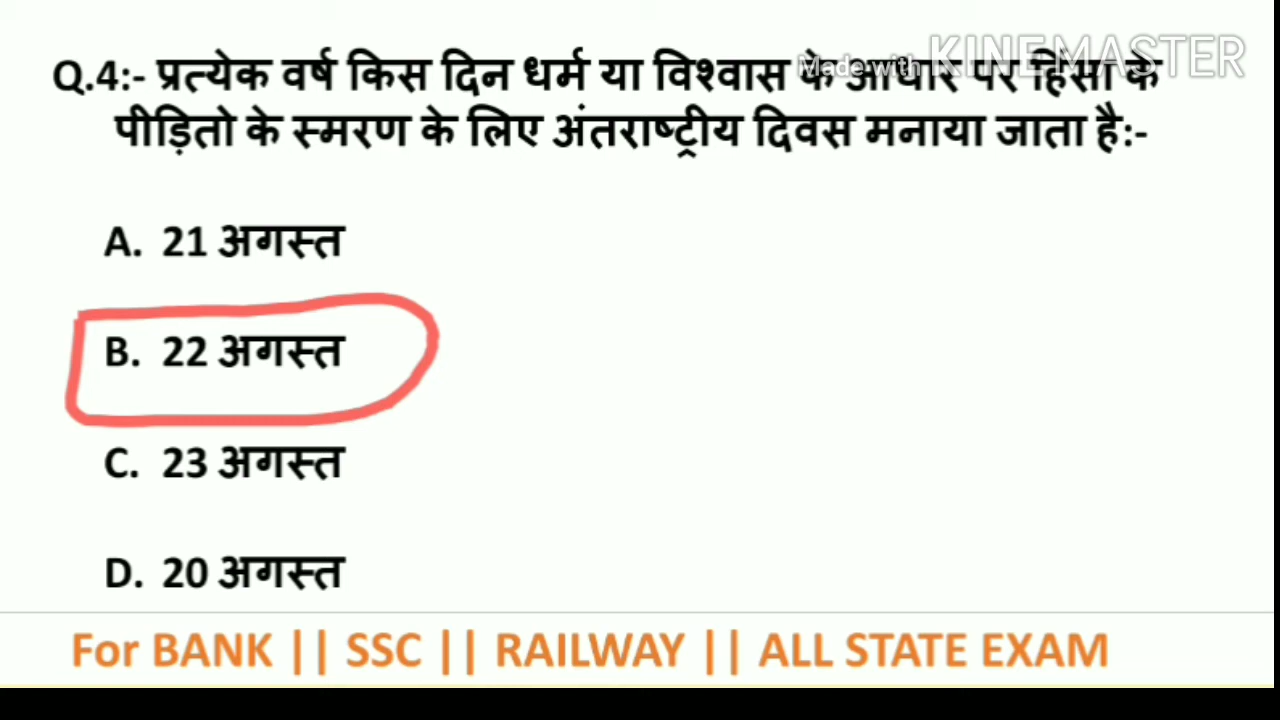 Made with KINEMASTER
Q.4:- प्रत्येक वर्ष किस दिन धर्म या विश्वास के आधार पर हिंसा के
पीड़ितो के स्मरण के लिए अंतराष्ट्रीय दिवस मनाया जाता है:-
A. 21 अगस्त
B. 22 अगस्त
C. 23 अगस्त
D. 20 अगस्त
For BANK || SSC || RAILWAY || ALL STATE EXAM